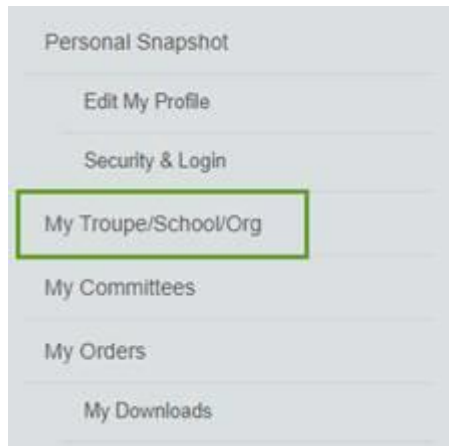 Personal Snapshot
Edit My Profile
Security & Login
My Troupe/School/Org
My Committees
My Orders
My Downloads